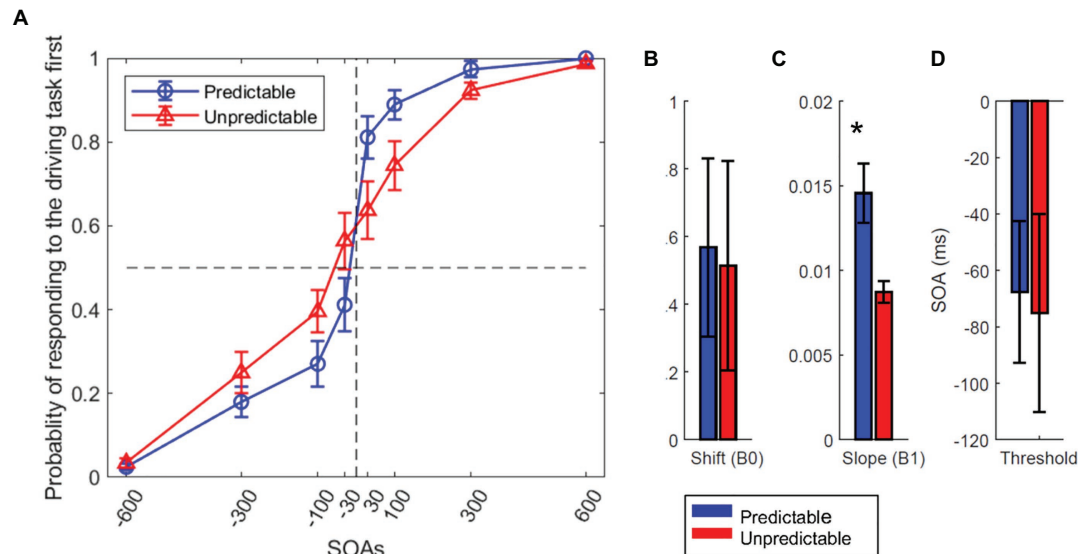 A
Probablity of responding to the driving task first
1
0.8
0.6
0.4
0.2
0
Predictable
Unpredictable
-600
-300
-100
-30
30
100
300
600
SOAs
B
1
.8
.6
.4
.2
0
Shift (B0)
C
0.02
0.015
0.01
0.005
0
*
Slope (B1)
D
SOA (ms)
0
-20
-40
-60
-80
-100
-120
Threshold
Predictable
Unpredictable